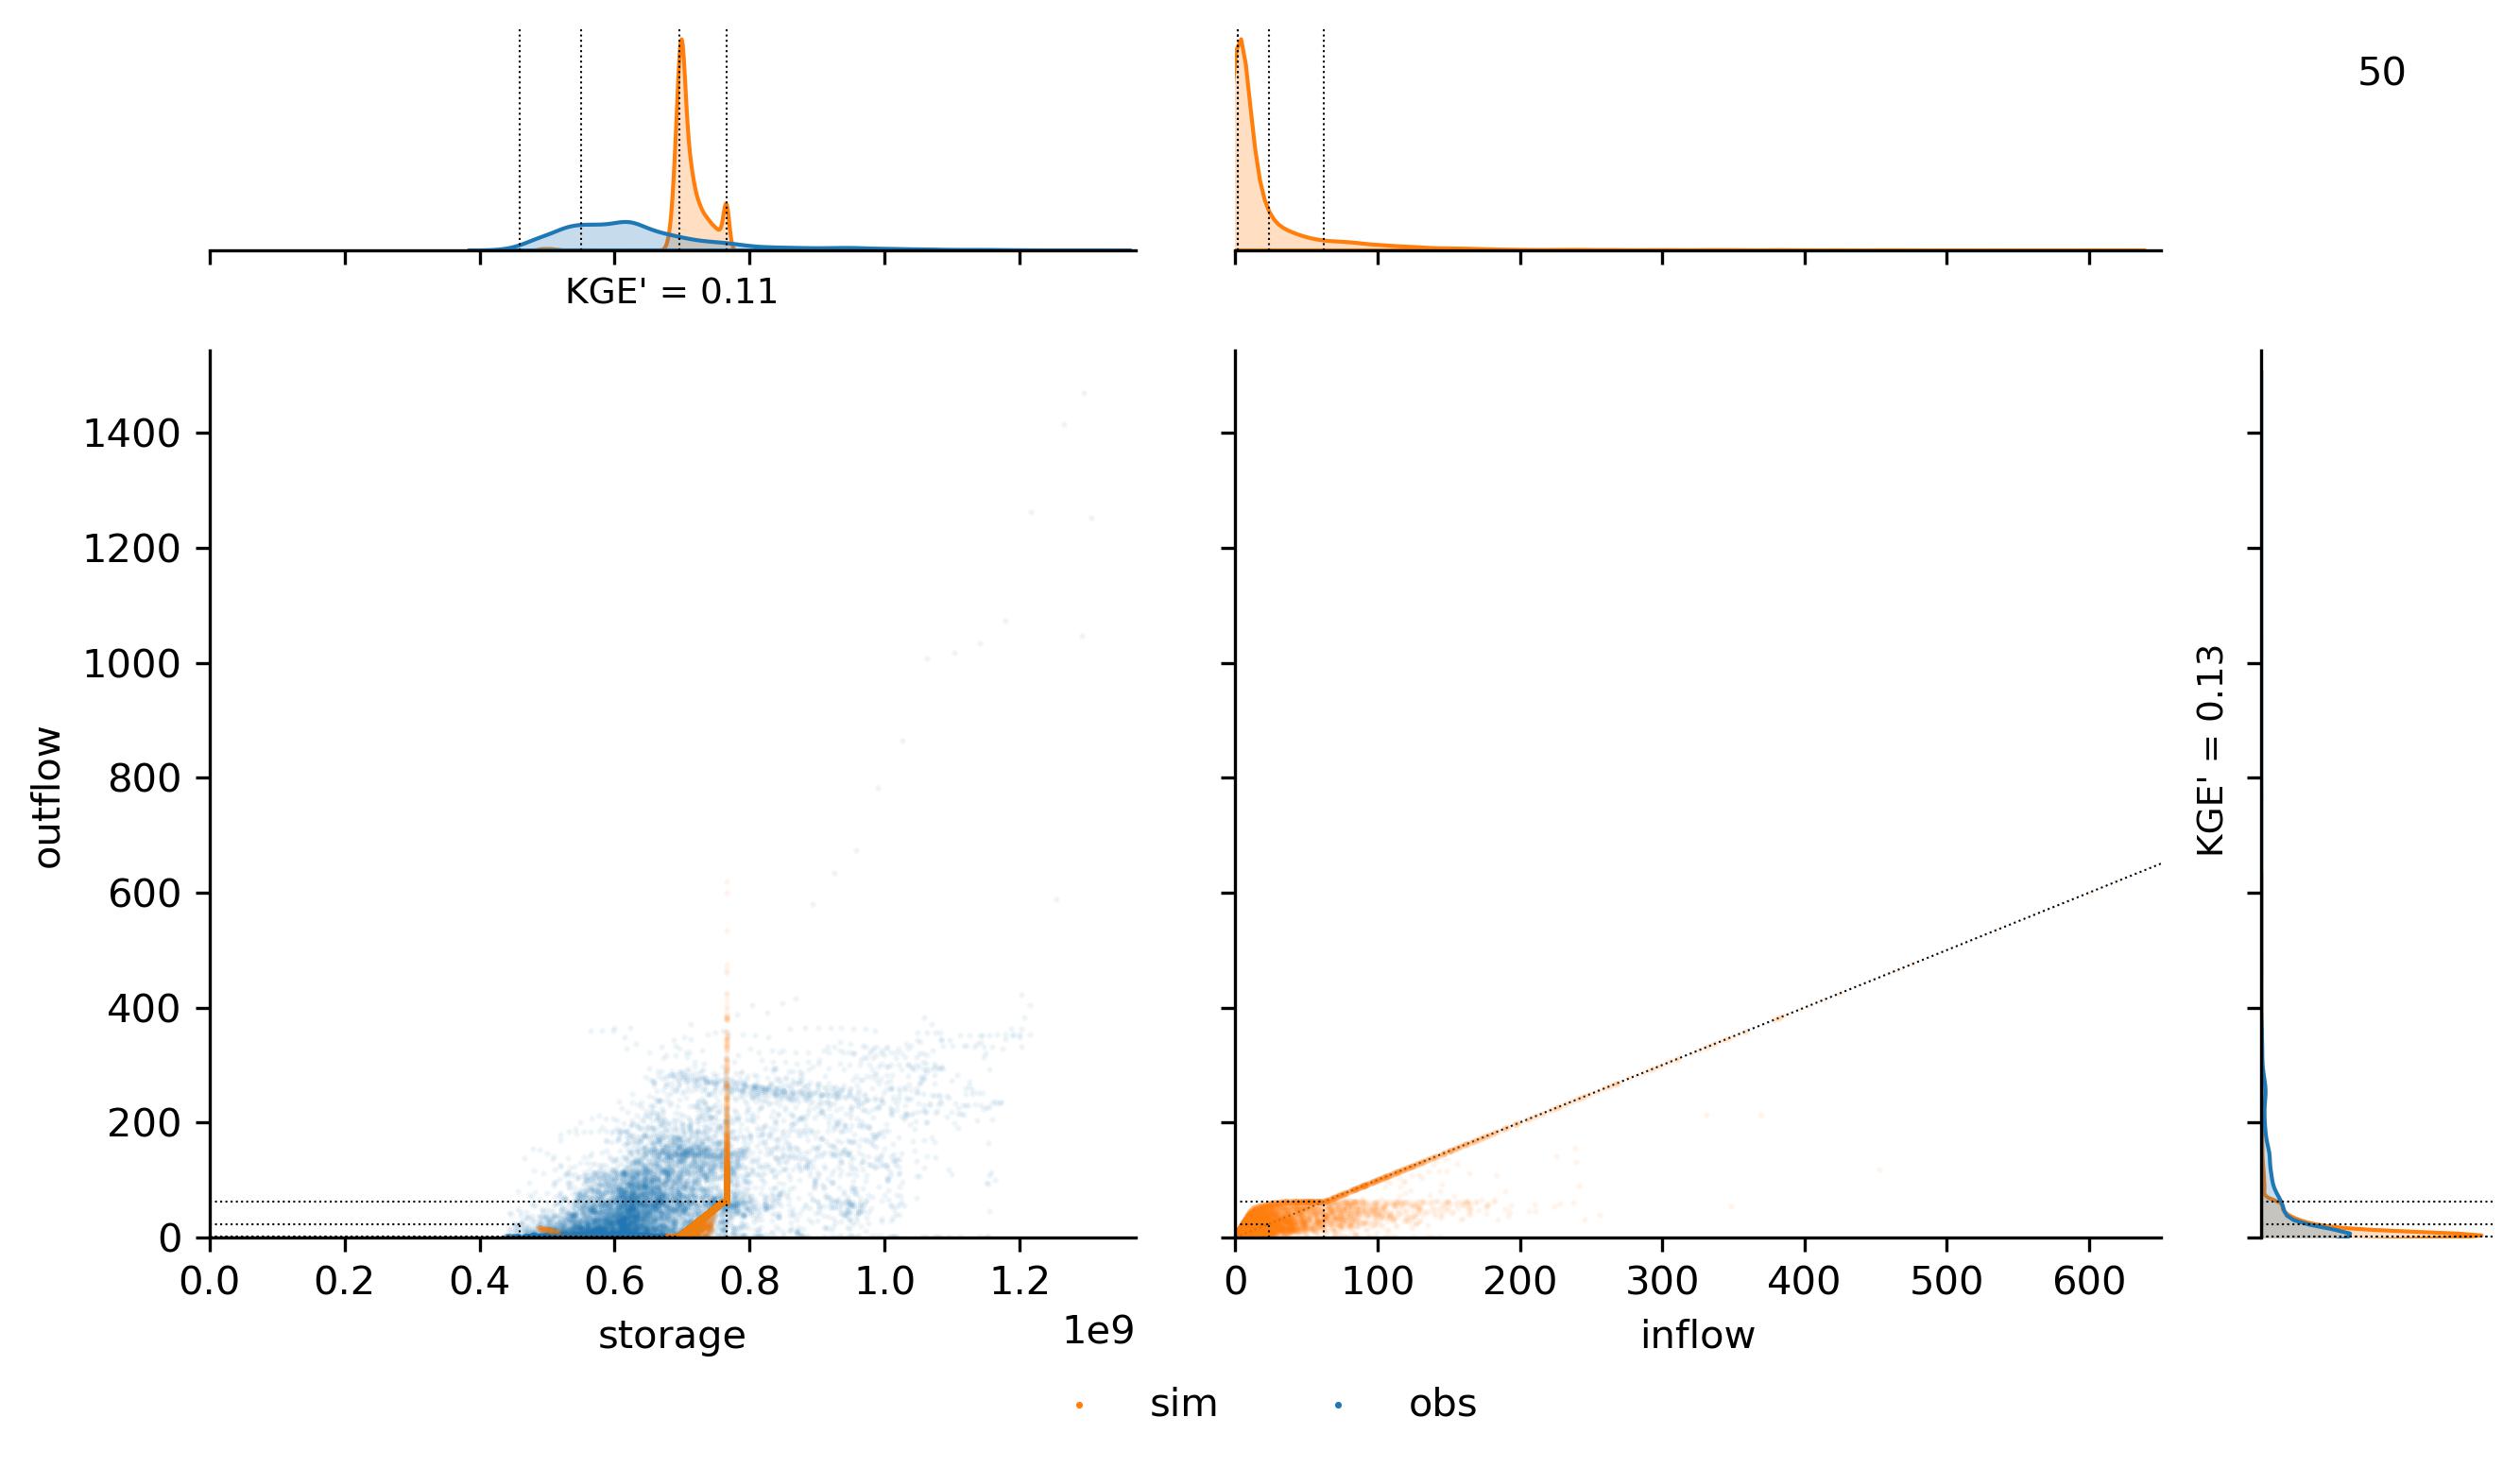 50
KGE' = 0.11
1400
1200
1000
800
600
400
200
0
outflow
0.0 0.2 0.4 0.6 0.8 1.0 1.2
1e9
storage
0 100 200 300 400 500 600
inflow
KGE' = 0.13
sim obs